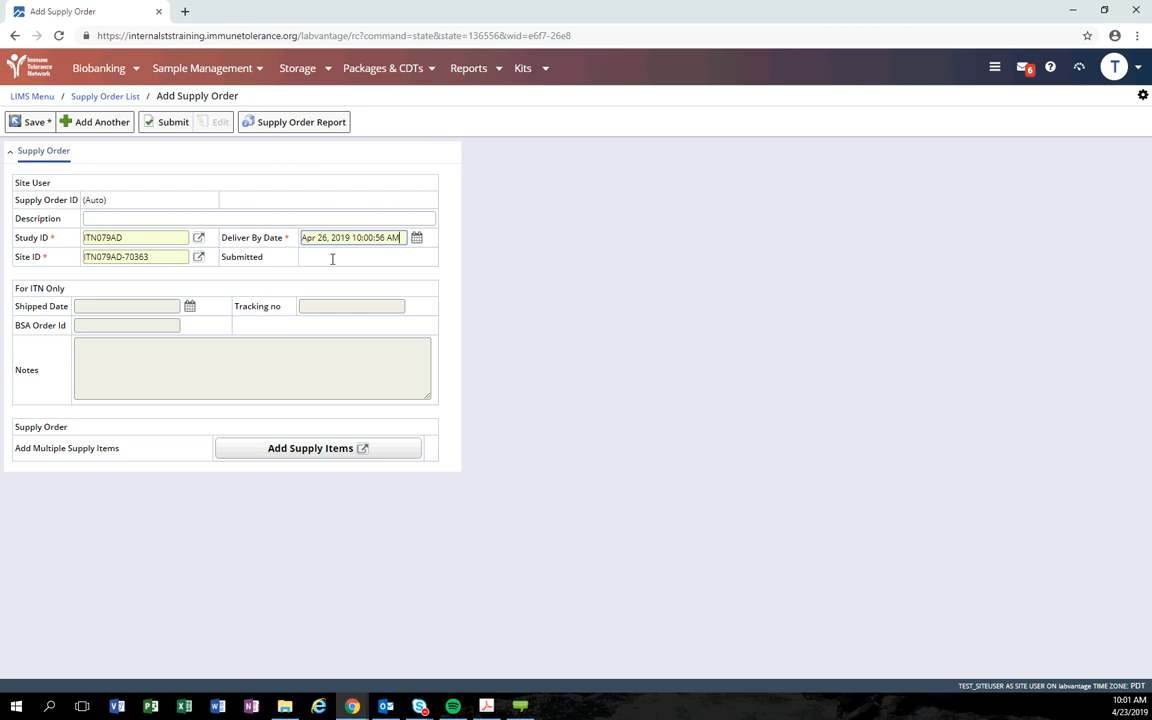 Add Supply Order
https://internalststraining.immunetolerance.org/labvantage/rc?command=state&state=136556&wid=e6f7-26e8
Immune Tolerance Network
Biobanking Sample Management Storage Packages & CDTs Reports Kits 6 T
LIMS Menu / Supply Order List / Add Supply Order
Save * Add Another Submit Edit Supply Order Report
Supply Order
Site User
Supply Order ID (Auto)
Description
Study ID * ITN079AD Deliver By Date * Apr 26, 2019 10:00:56 AM
Site ID * ITN079AD-70363 Submitted
For ITN Only
Shipped Date Tracking no
BSA Order Id
Notes
Supply Order
Add Multiple Supply Items Add Supply Items
TEST_SITEUSER AS SITE USER ON labvantage TIME ZONE: PDT
10:01 AM
4/23/2019